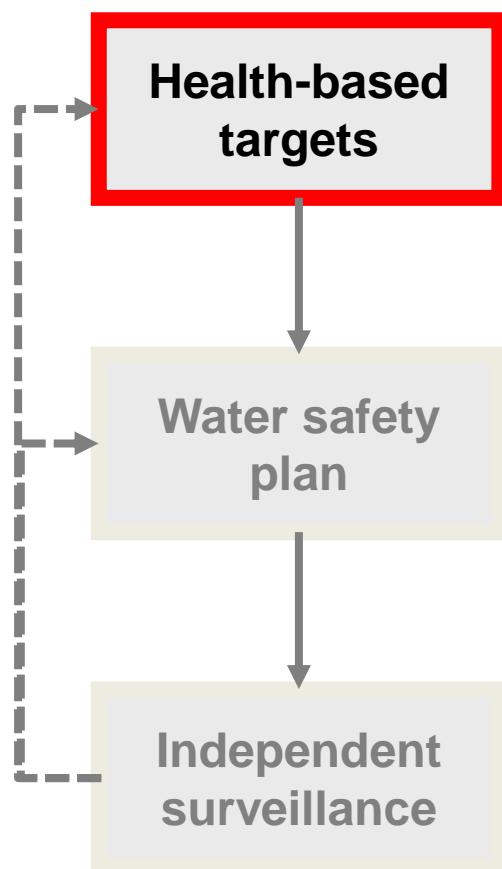 Health-based
targets
Water safety
plan
Independent
surveillance